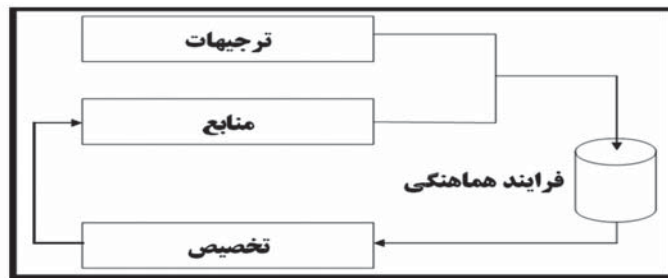 ترجیهات
منابع
فرایند هماهنگی
تخصیص